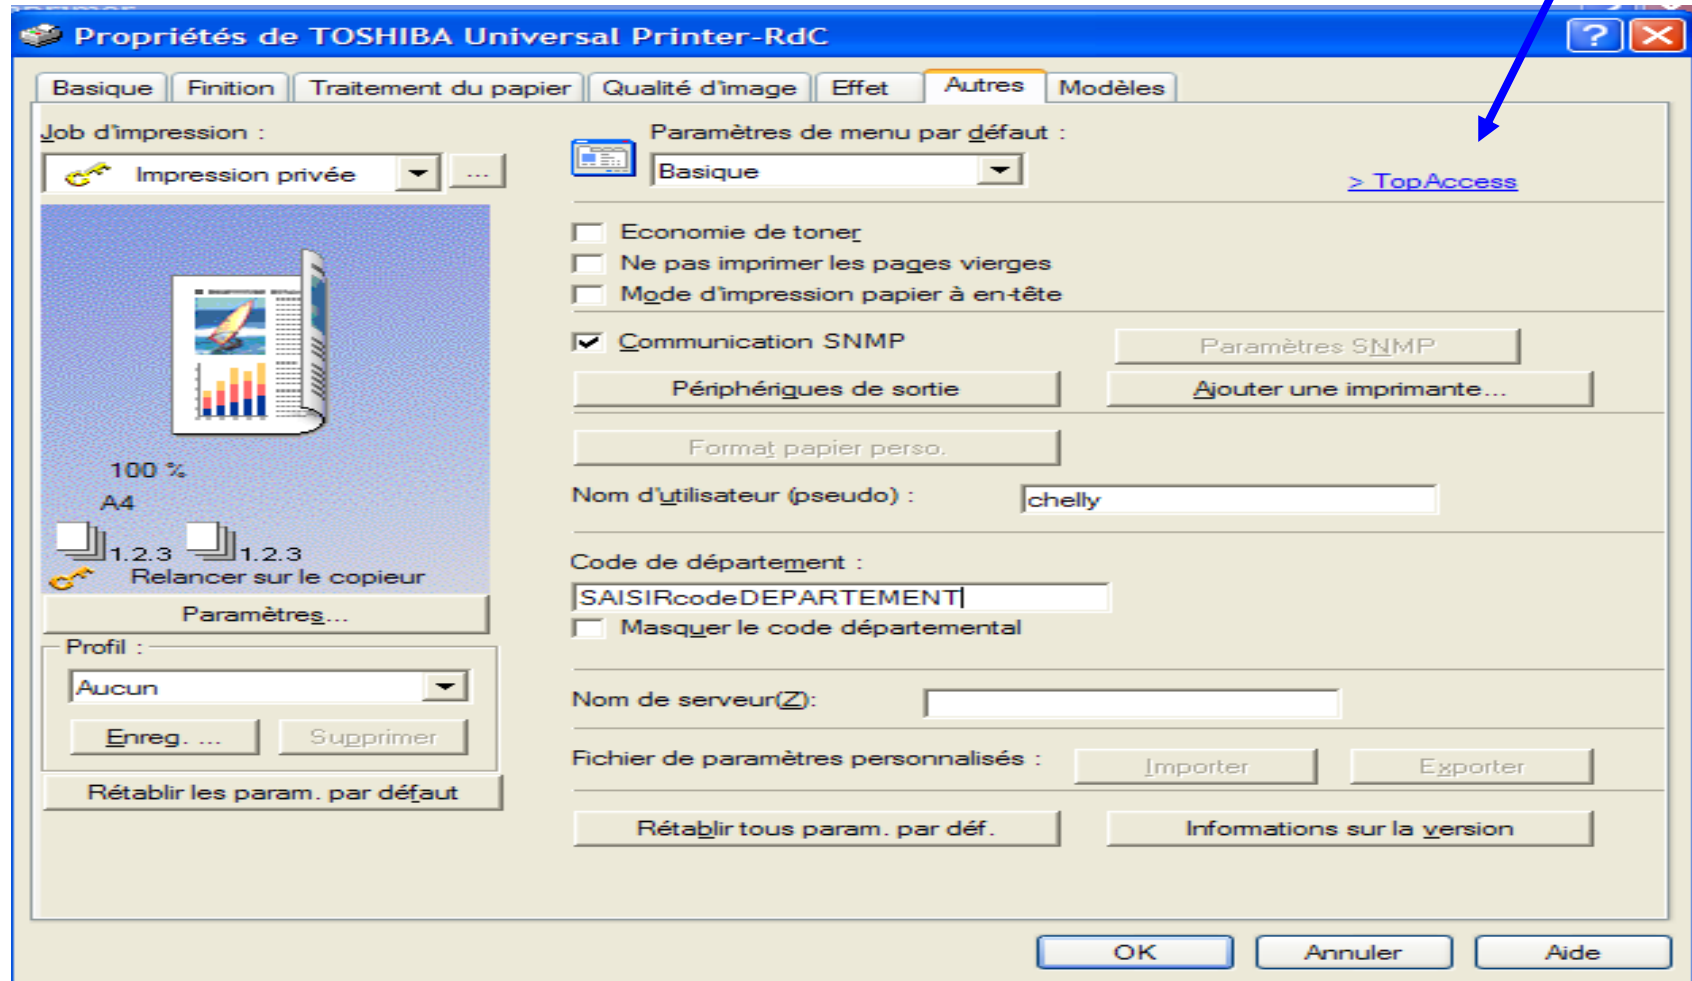 Propriétés de TOSHIBA Universal Printer-RdC
Basique Finition Traitement du papier Qualité d'image Effet Autres Modèles
Job d'impression :
Impression privée
...
100 %
A4
1.2.3 1.2.3
Relancer sur le copieur
Paramètres...
Profil :
Aucun
Enreg. ... Supprimer
Rétablir les param. par défaut
Paramètres de menu par défaut :
Basique
> TopAccess
Economie de toner
Ne pas imprimer les pages vierges
Mode d'impression papier à en-tête
Communication SNMP Paramètres SNMP
Périphériques de sortie Ajouter une imprimante...
Format papier perso.
Nom d'utilisateur (pseudo) : chelly
Code de département :
SAISIRcodeDEPARTEMENT
Masquer le code départemental
Nom de serveur(Z):
Fichier de paramètres personnalisés : Importer Exporter
Rétablir tous param. par déf. Informations sur la version
OK Annuler Aide